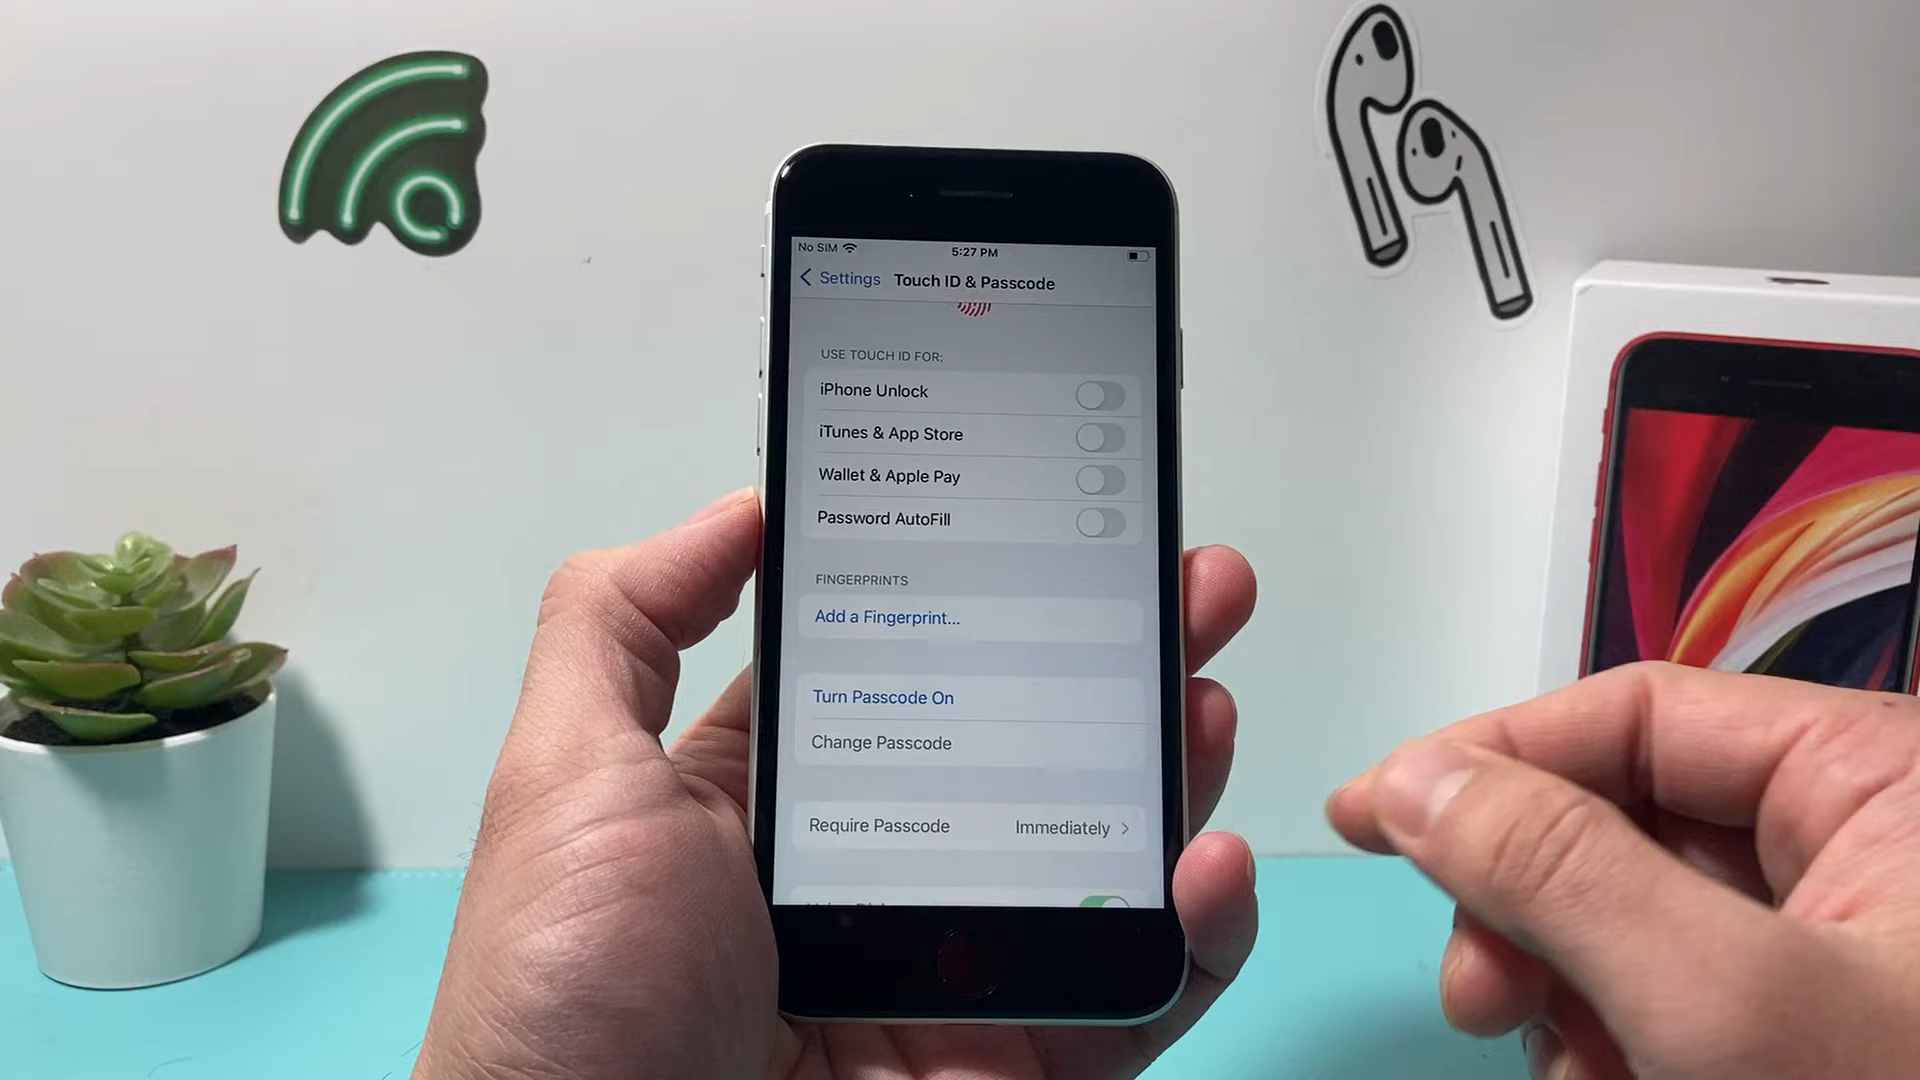 No SIM
5:27 PM
Settings
Touch ID & Passcode
USE TOUCH ID FOR:
iPhone Unlock
iTunes & App Store
Wallet & Apple Pay
Password AutoFill
FINGERPRINTS
Add a Fingerprint...
Turn Passcode On
Change Passcode
Require Passcode Immediately